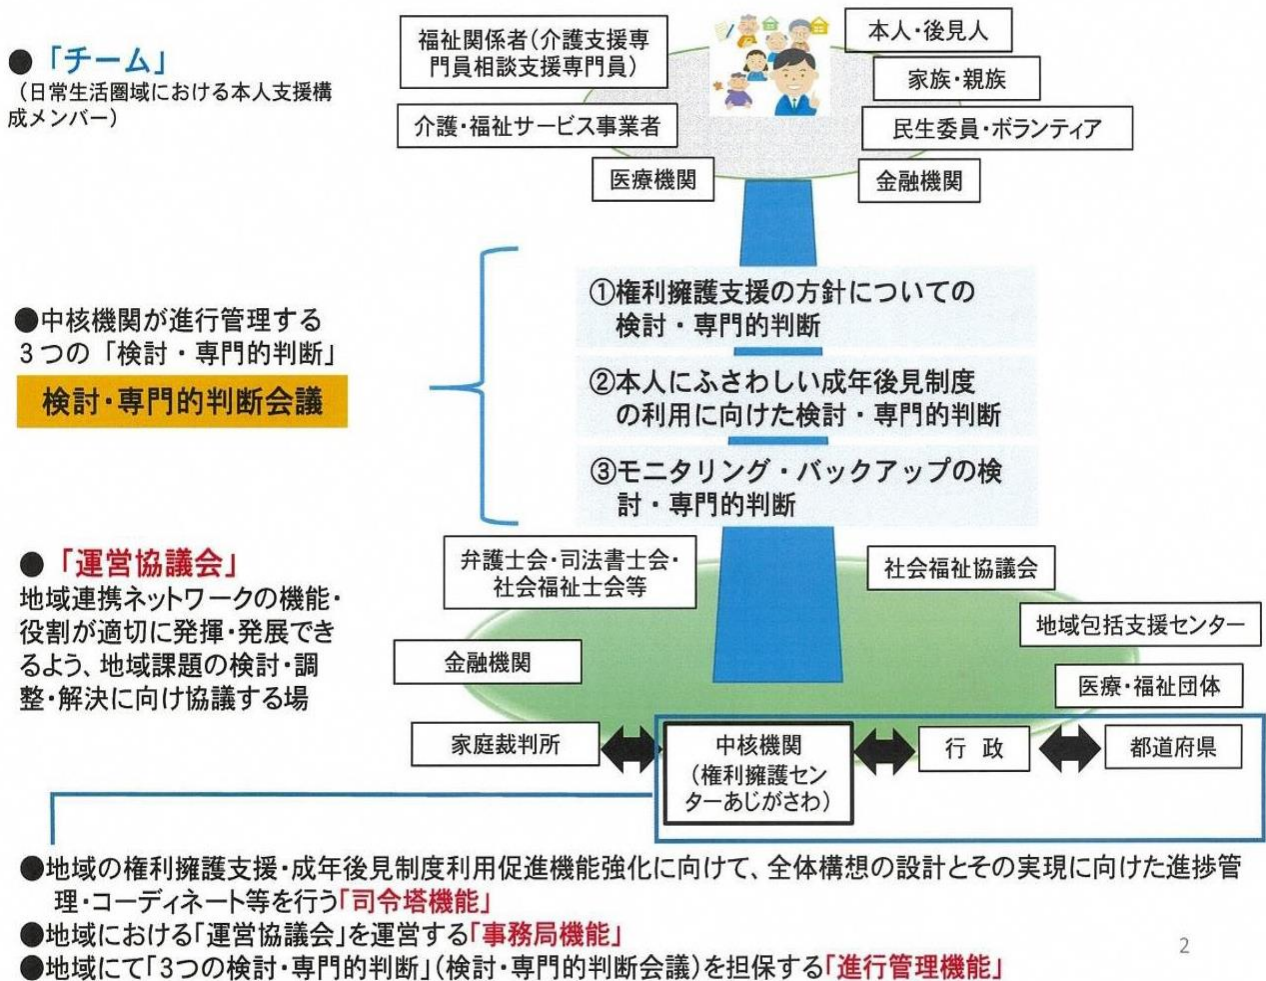 ●「チーム」
（日常生活圏域における本人支援構
成メンバー）
福祉関係者（介護支援専
門員相談支援専門員）
介護・福祉サービス事業者
医療機関
本人・後見人
家族・親族
民生委員・ボランティア
金融機関
●中核機関が進行管理する
３つの「検討・専門的判断」
検討・専門的判断会議
①権利擁護支援の方針についての
検討・専門的判断
②本人にふさわしい成年後見制度
の利用に向けた検討・専門的判断
③モニタリング・バックアップの検
討・専門的判断
●「運営協議会」
地域連携ネットワークの機能・
役割が適切に発揮・発展でき
るよう、地域課題の検討・調
整・解決に向け協議する場
弁護士会・司法書士会・
社会福祉士会等
社会福祉協議会
地域包括支援センター
金融機関
医療・福祉団体
家庭裁判所
中核機関
（権利擁護セン
ターあじがさわ）
行 政
都道府県
●地域の権利擁護支援・成年後見制度利用促進機能強化に向けて、全体構想の設計とその実現に向けた進捗管
理・コーディネート等を行う「司令塔機能」
●地域における「運営協議会」を運営する「事務局機能」
●地域にて「３つの検討・専門的判断」（検討・専門的判断会議）を担保する「進行管理機能」
2